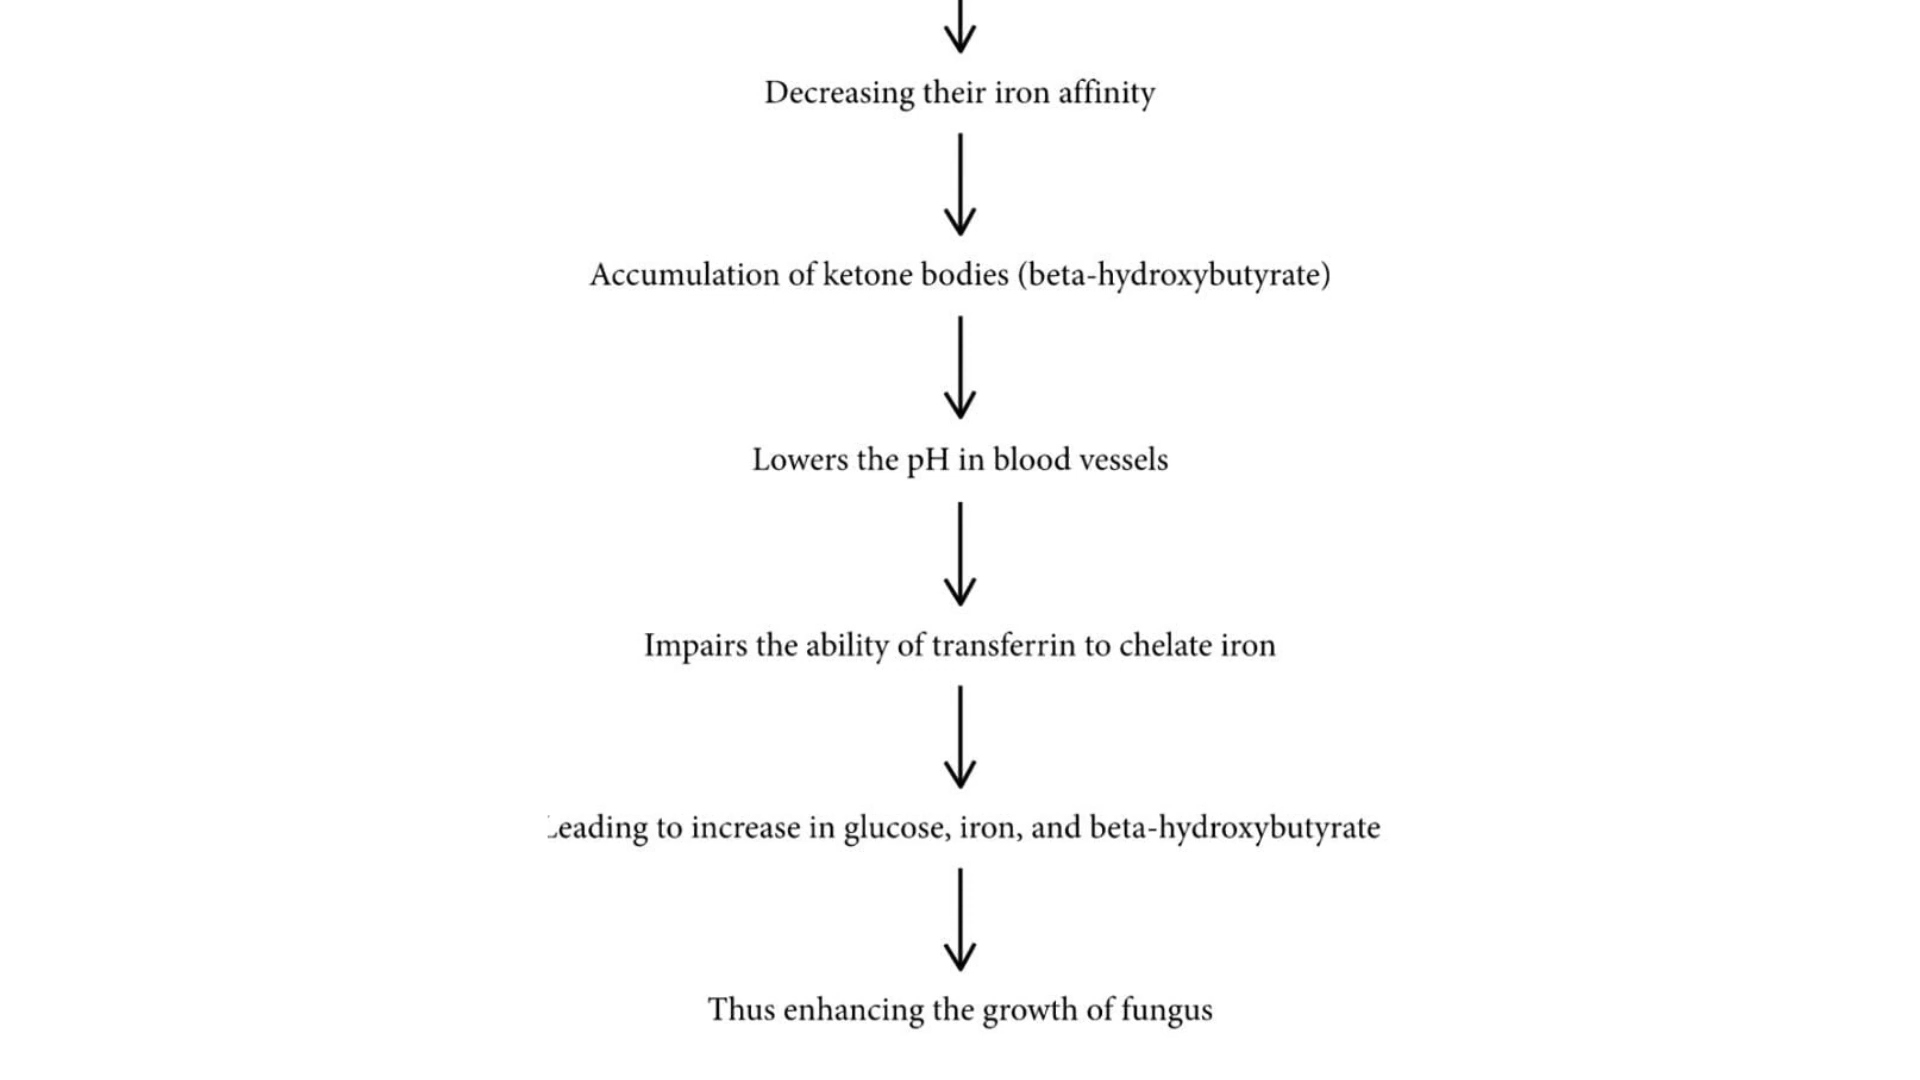 Decreasing their iron affinity
Accumulation of ketone bodies (beta-hydroxybutyrate)
Lowers the pH in blood vessels
Impairs the ability of transferrin to chelate iron
Leading to increase in glucose, iron, and beta-hydroxybutyrate
Thus enhancing the growth of fungus